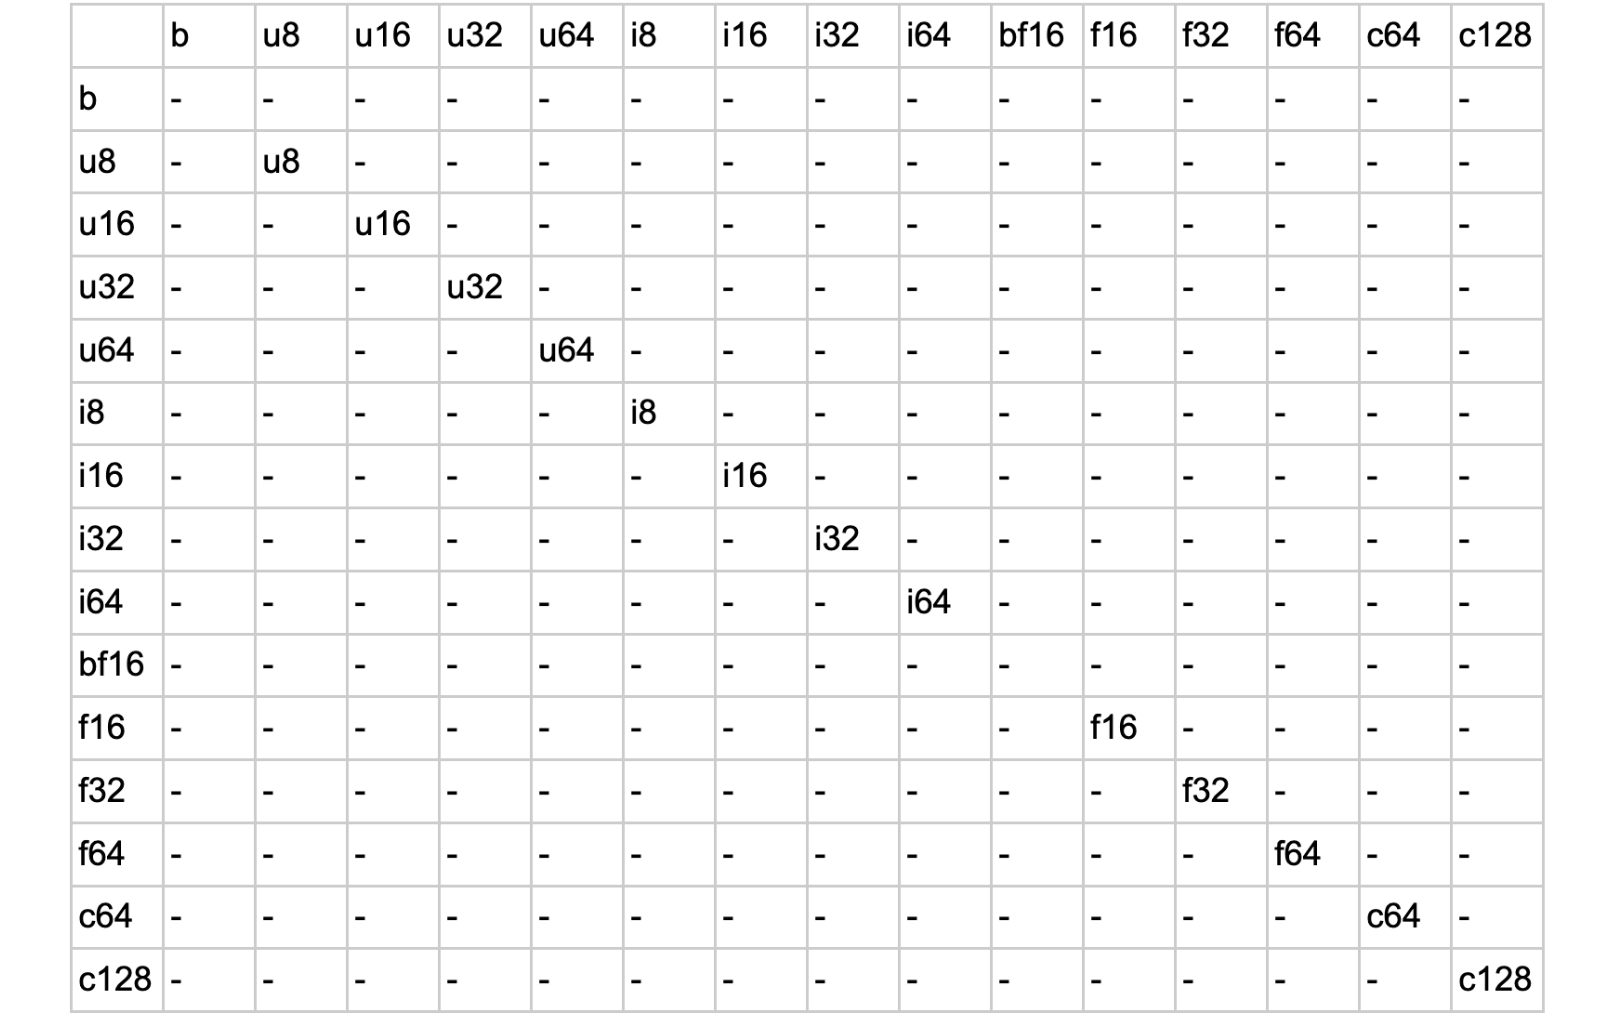 b u8 u16 u32 u64 i8 i16 i32 i64 bf16 f16 f32 f64 c64 c128
b - - - - - - - - - - - - - - -
u8 - u8 - - - - - - - - - - - - -
u16 - - u16 - - - - - - - - - - - -
u32 - - - u32 - - - - - - - - - - -
u64 - - - - u64 - - - - - - - - - -
i8 - - - - - i8 - - - - - - - - -
i16 - - - - - - i16 - - - - - - - -
i32 - - - - - - - i32 - - - - - - -
i64 - - - - - - - - i64 - - - - - -
bf16 - - - - - - - - - - - - - - -
f16 - - - - - - - - - - f16 - - - -
f32 - - - - - - - - - - - f32 - - -
f64 - - - - - - - - - - - - f64 - -
c64 - - - - - - - - - - - - - c64 -
c128 - - - - - - - - - - - - - - c128